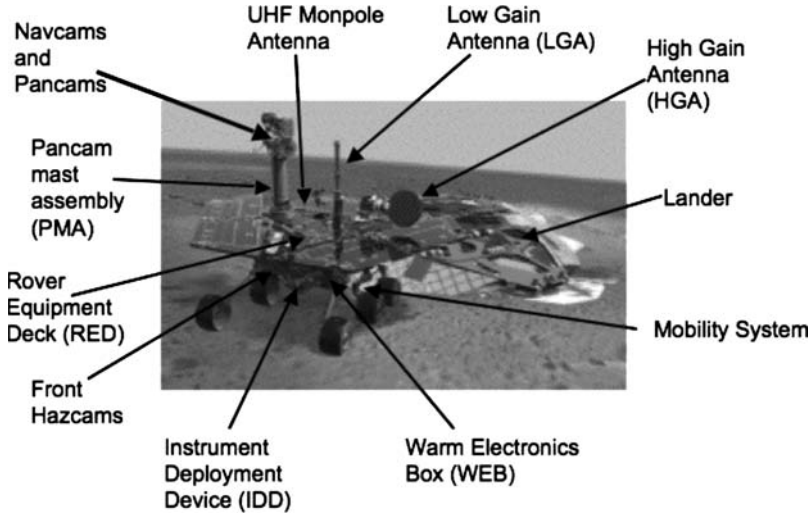 Navcams
and
Pancams
UHF Monpole
Antenna
Low Gain
Antenna (LGA)
High Gain
Antenna
(HGA)
Pancam
mast
assembly
(PMA)
Lander
Rover
Equipment
Deck (RED)
Mobility System
Front
Hazcams
Instrument
Deployment
Device (IDD)
Warm Electronics
Box (WEB)